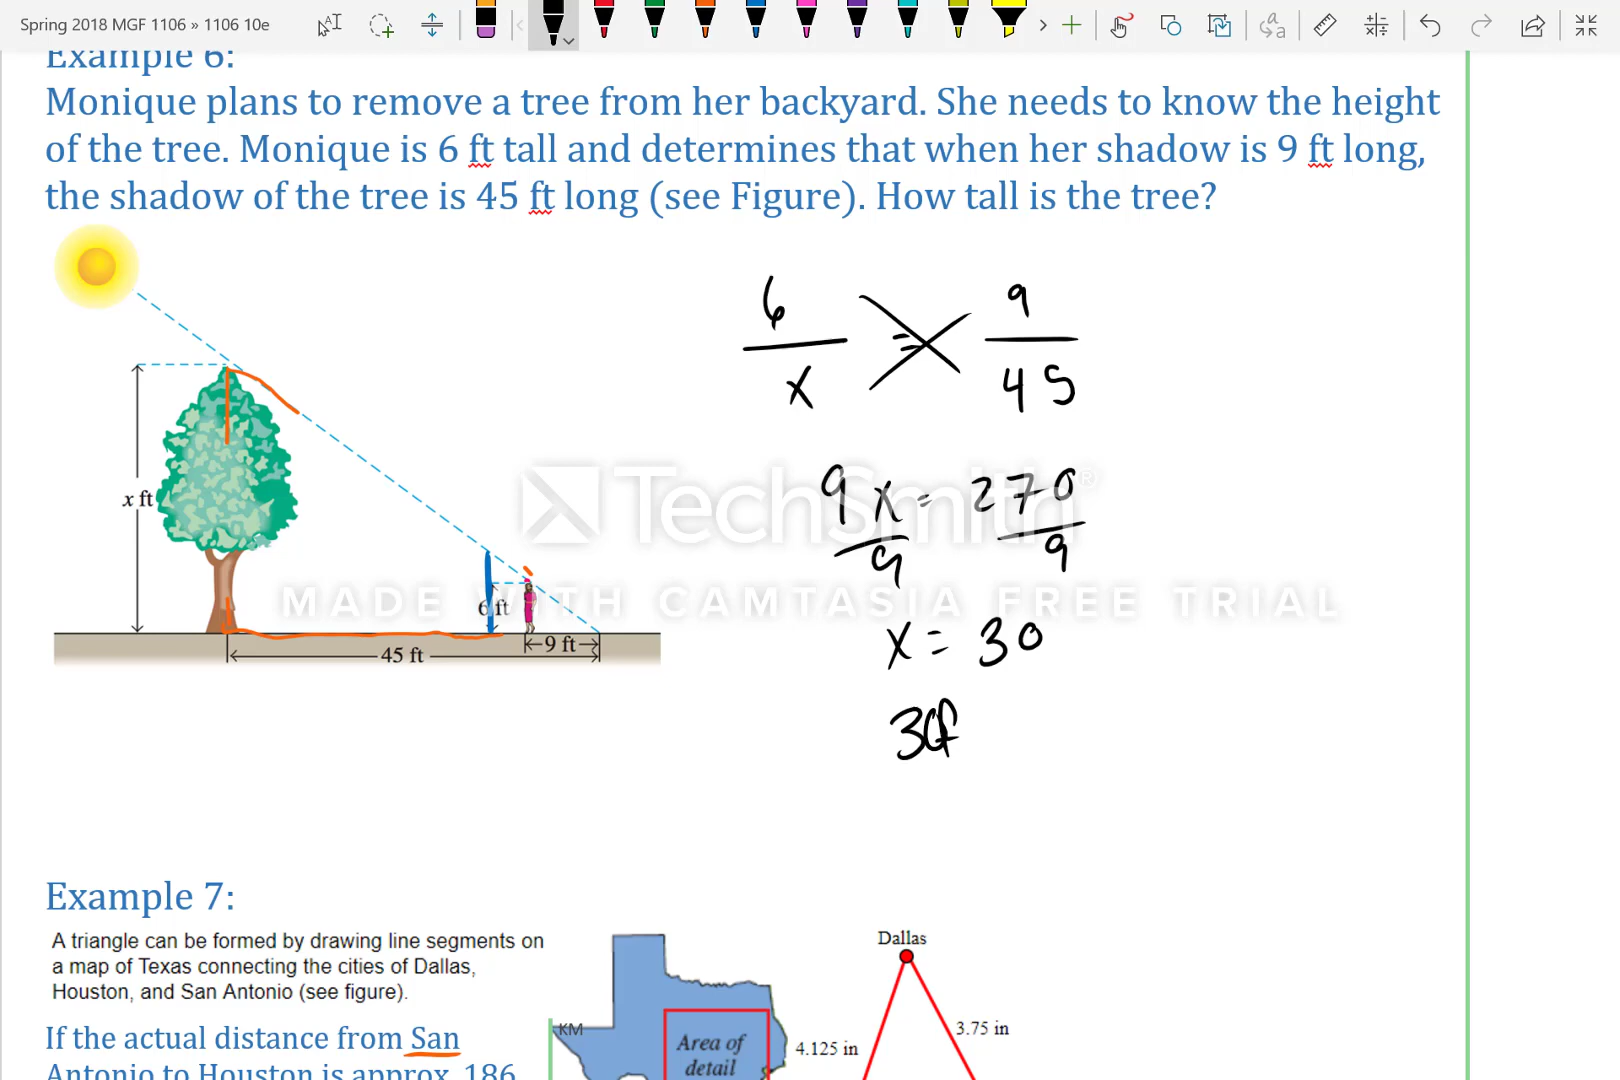 Spring 2018 MGF 1106 » 1106 10e
Example 6:
Monique plans to remove a tree from her backyard. She needs to know the height
of the tree. Monique is 6 ft tall and determines that when her shadow is 9 ft long,
the shadow of the tree is 45 ft long (see Figure). How tall is the tree?
6 / x = 9 / 45
x ft
9x = 270
9 9
6 ft
x = 30
9 ft
45 ft
30f
TechSmith®
MADE WITH CAMTASIA FREE TRIAL
Example 7:
A triangle can be formed by drawing line segments on
a map of Texas connecting the cities of Dallas,
Houston, and San Antonio (see figure).
If the actual distance from San
Antonio to Houston is approx. 186
KM
Area of
detail
Dallas
3.75 in
4.125 in